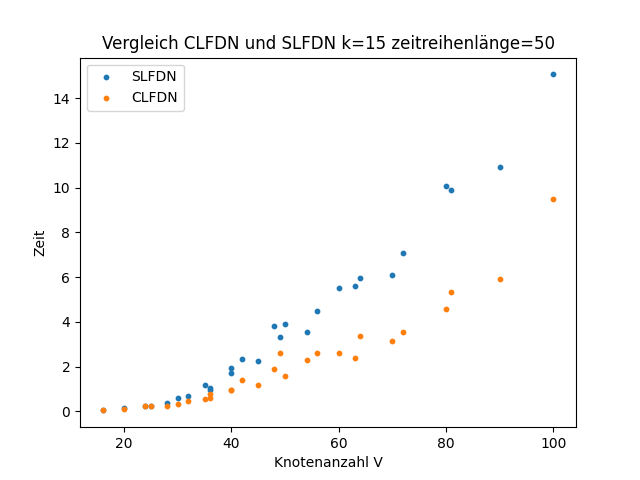 Vergleich CLFDN und SLFDN k=15 zeitreihenlänge=50
SLFDN
CLFDN
14
12
10
8
6
4
2
0
Zeit
20 40 60 80 100
Knotenanzahl V